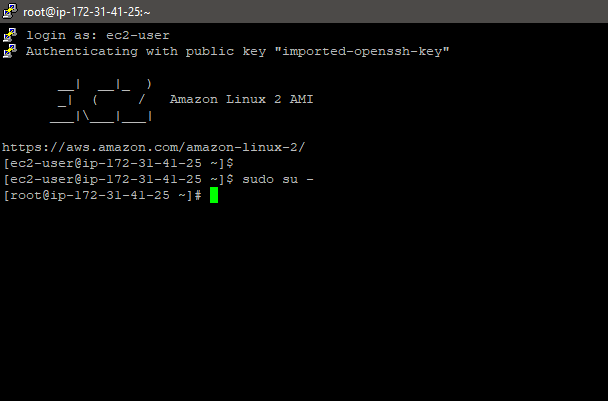 root@ip-172-31-41-25:~
login as: ec2-user
Authenticating with public key "imported-openssh-key"
       __|  __|_  )
       _|  (     /   Amazon Linux 2 AMI
      ___|\___|___|
https://aws.amazon.com/amazon-linux-2/
[ec2-user@ip-172-31-41-25 ~]$
[ec2-user@ip-172-31-41-25 ~]$ sudo su -
[root@ip-172-31-41-25 ~]#